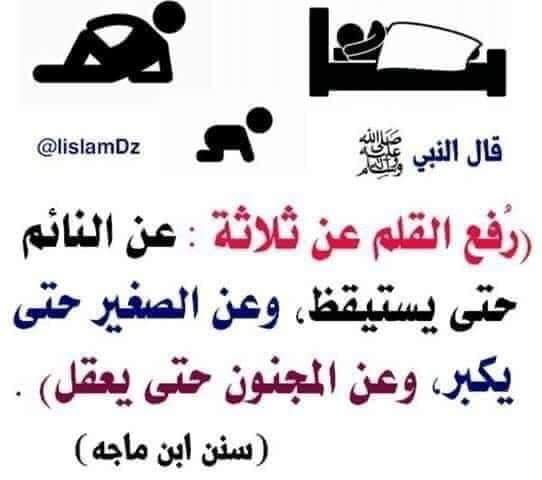 @lislamDz
قال النبي ﷺ
(رُفع القلم عن ثلاثة : عن النائم
حتى يستيقظ، وعن الصغير حتى
يكبر، وعن المجنون حتى يعقل) .
(سنن ابن ماجه)